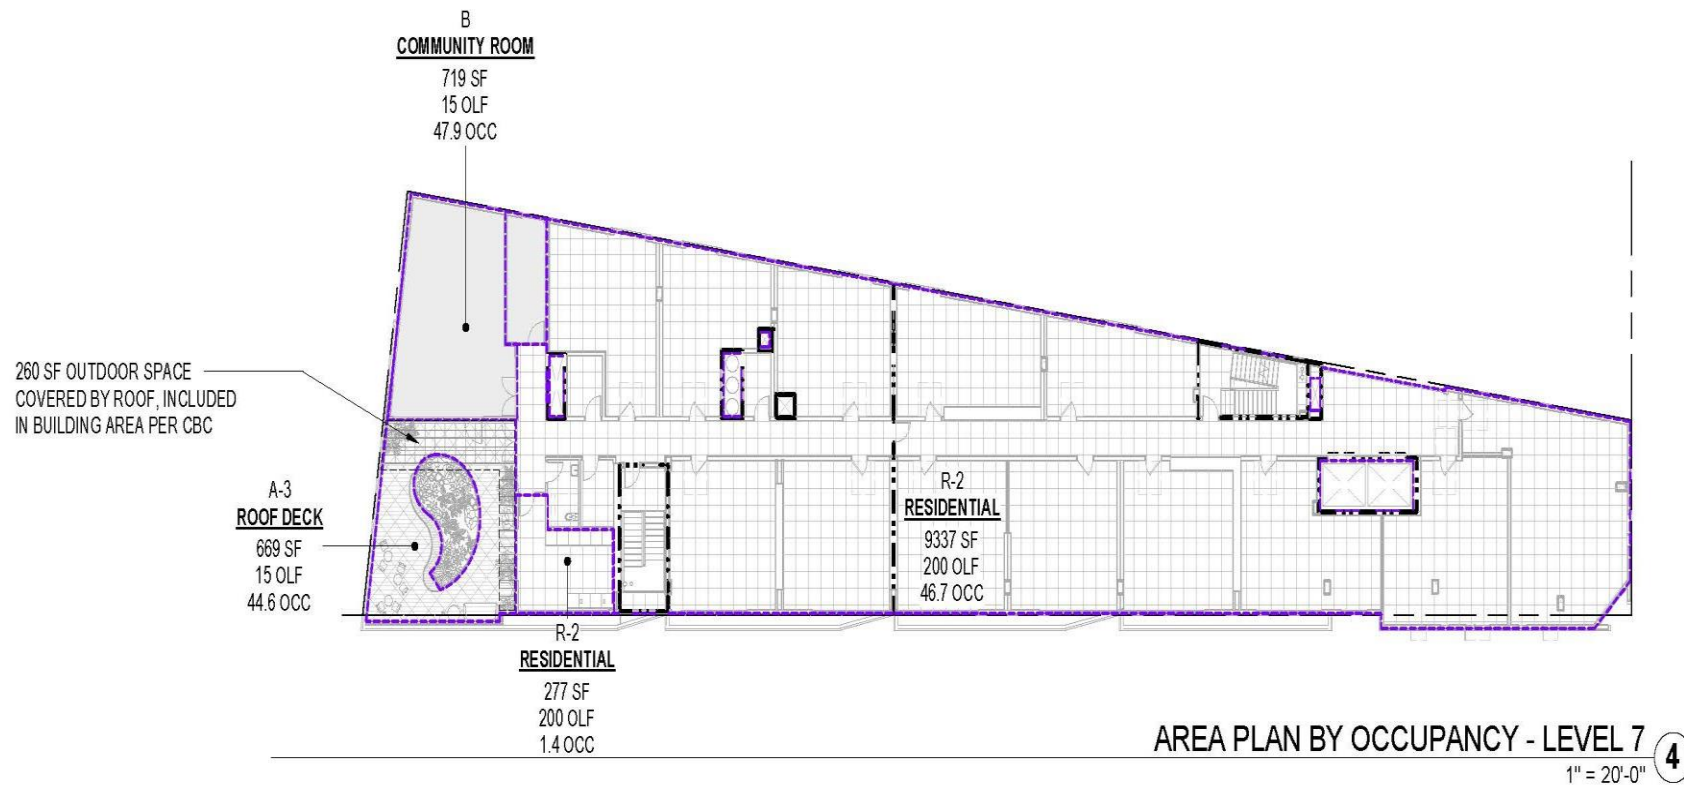 B
COMMUNITY ROOM
719 SF
15 OLF
47.9 OCC
260 SF OUTDOOR SPACE
COVERED BY ROOF, INCLUDED
IN BUILDING AREA PER CBC
A-3
ROOF DECK
669 SF
15 OLF
44.6 OCC
R-2
RESIDENTIAL
9337 SF
200 OLF
46.7 OCC
R-2
RESIDENTIAL
277 SF
200 OLF
1.4 OCC
AREA PLAN BY OCCUPANCY - LEVEL 7
4
1" = 20'-0"